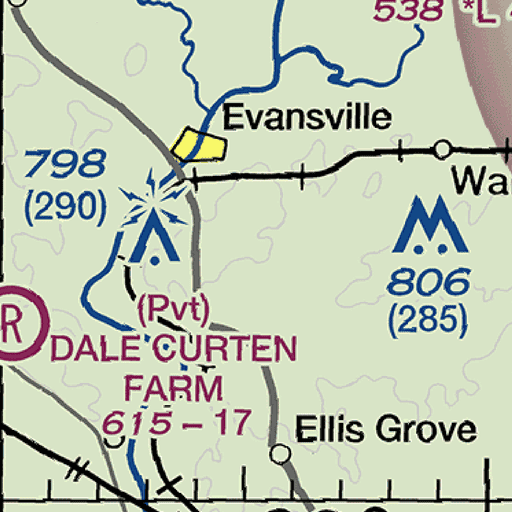 538 *L
Evansville
798
(290)
Wa
806
(285)
R
(Pvt)
DALE CURTEN
FARM
615 - 17
Ellis Grove